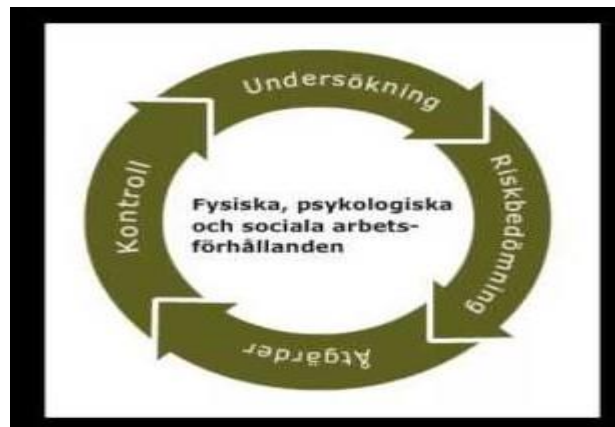 Undersökning
Riskbedömning
Åtgärder
Kontroll
Fysiska, psykologiska
och sociala arbets-
förhållanden